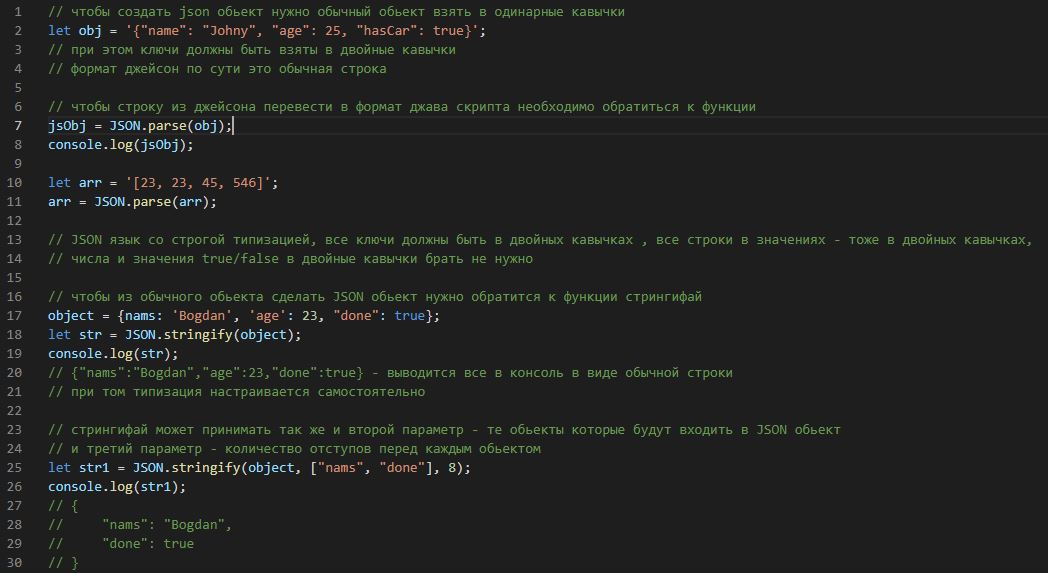 1 // чтобы создать json обьект нужно обычный обьект взять в одинарные кавычки
2 let obj = '{"name": "Johny", "age": 25, "hasCar": true}';
3 // при этом ключи должны быть взяты в двойные кавычки
4 // формат джейсон по сути это обычная строка
5
6 // чтобы строку из джейсона перевести в формат джава скрипта необходимо обратиться к функции
7 jsObj = JSON.parse(obj);
8 console.log(jsObj);
9
10 let arr = '[23, 23, 45, 546]';
11 arr = JSON.parse(arr);
12
13 // JSON язык со строгой типизацией, все ключи должны быть в двойных кавычках , все строки в значениях - тоже в двойных кавычках,
14 // числа и значения true/false в двойные кавычки брать не нужно
15
16 // чтобы из обычного обьекта сделать JSON обьект нужно обратится к функции стрингифай
17 object = {nams: 'Bogdan', 'age': 23, "done": true};
18 let str = JSON.stringify(object);
19 console.log(str);
20 // {"nams":"Bogdan","age":23,"done":true} - выводится все в консоль в виде обычной строки
21 // при том типизация настраивается самостоятельно
22
23 // стрингифай может принимать так же и второй параметр - те обьекты которые будут входить в JSON обьект
24 // и третий параметр - количество отступов перед каждым обьектом
25 let str1 = JSON.stringify(object, ["nams", "done"], 8);
26 console.log(str1);
27 // {
28 //     "nams": "Bogdan",
29 //     "done": true
30 // }